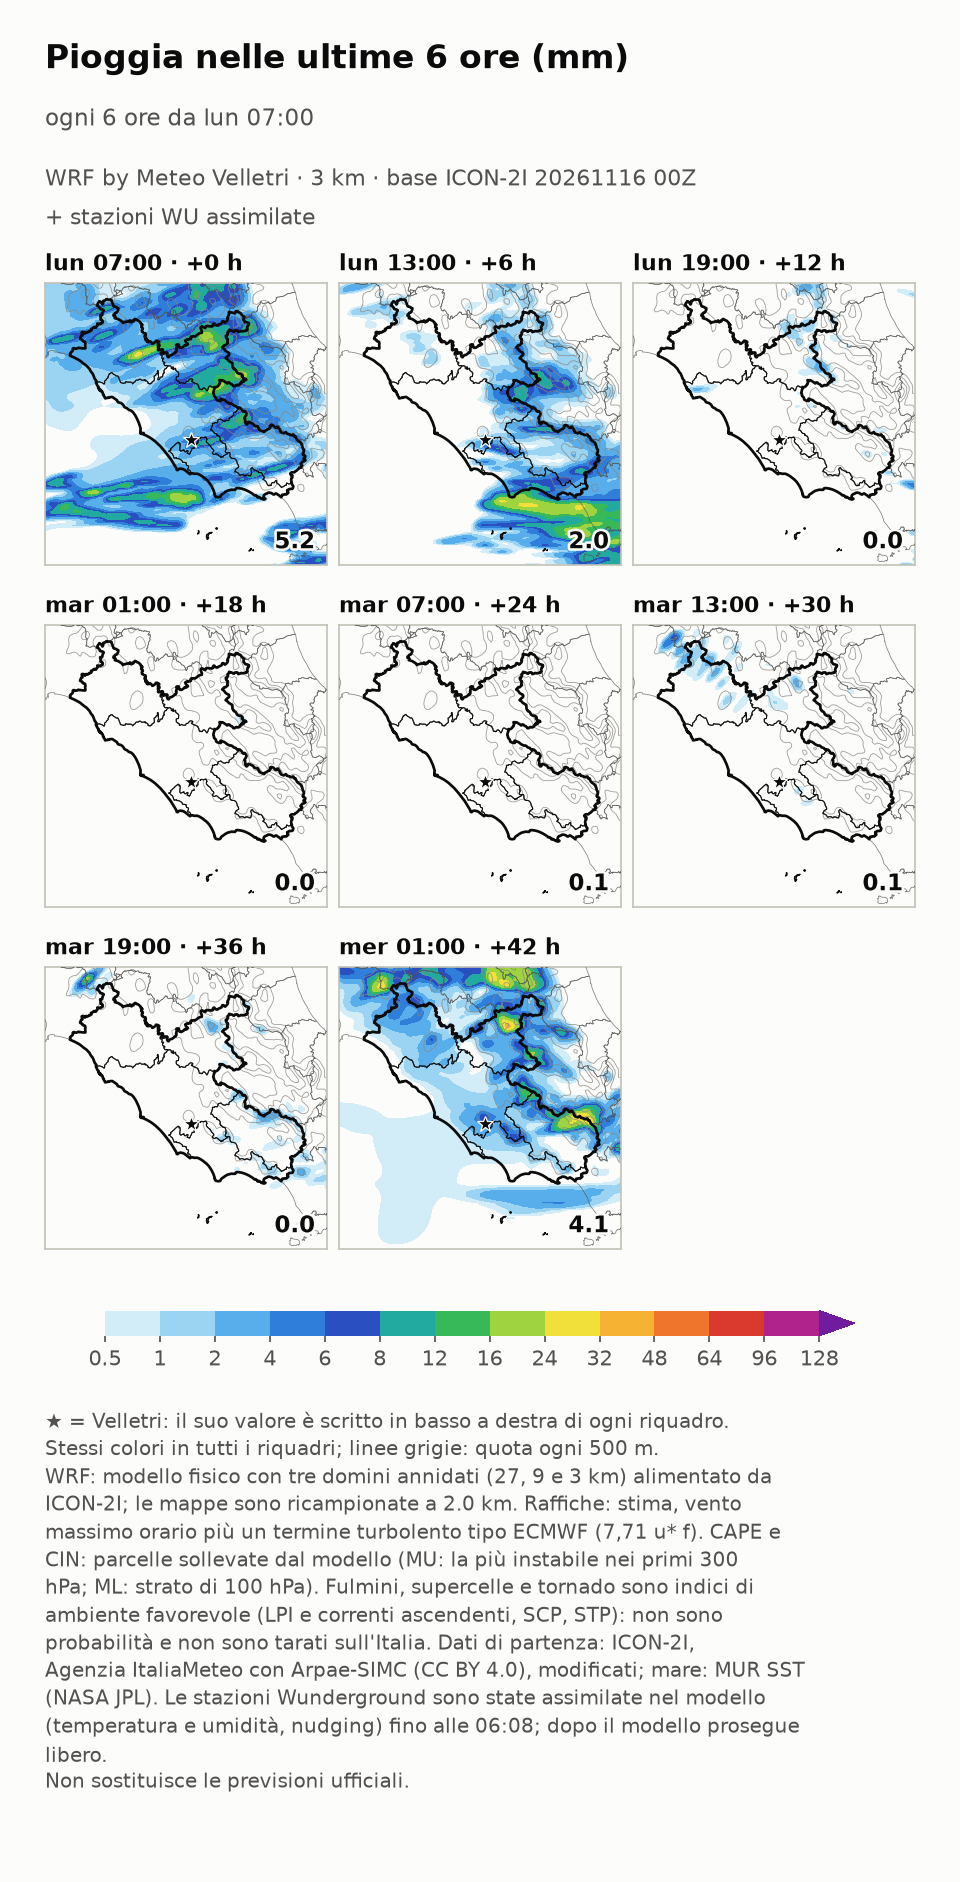 Pioggia nelle ultime 6 ore (mm)
ogni 6 ore da lun 07:00
WRF by Meteo Velletri · 3 km · base ICON-2I 20261116 00Z
+ stazioni WU assimilate
lun 07:00 · +0 h
lun 13:00 · +6 h
lun 19:00 · +12 h
5.2
2.0
0.0
mar 01:00 · +18 h
mar 07:00 · +24 h
mar 13:00 · +30 h
0.0
0.1
0.1
mar 19:00 · +36 h
mer 01:00 · +42 h
0.0
4.1
0.5 1 2 4 6 8 12 16 24 32 48 64 96 128
★ = Velletri: il suo valore è scritto in basso a destra di ogni riquadro.
Stessi colori in tutti i riquadri; linee grigie: quota ogni 500 m.
WRF: modello fisico con tre domini annidati (27, 9 e 3 km) alimentato da
ICON-2I; le mappe sono ricampionate a 2.0 km. Raffiche: stima, vento
massimo orario più un termine turbolento tipo ECMWF (7,71 u* f). CAPE e
CIN: parcelle sollevate dal modello (MU: la più instabile nei primi 300
hPa; ML: strato di 100 hPa). Fulmini, supercelle e tornado sono indici di
ambiente favorevole (LPI e correnti ascendenti, SCP, STP): non sono
probabilità e non sono tarati sull'Italia. Dati di partenza: ICON-2I,
Agenzia ItaliaMeteo con Arpae-SIMC (CC BY 4.0), modificati; mare: MUR SST
(NASA JPL). Le stazioni Wunderground sono state assimilate nel modello
(temperatura e umidità, nudging) fino alle 06:08; dopo il modello prosegue
libero.
Non sostituisce le previsioni ufficiali.